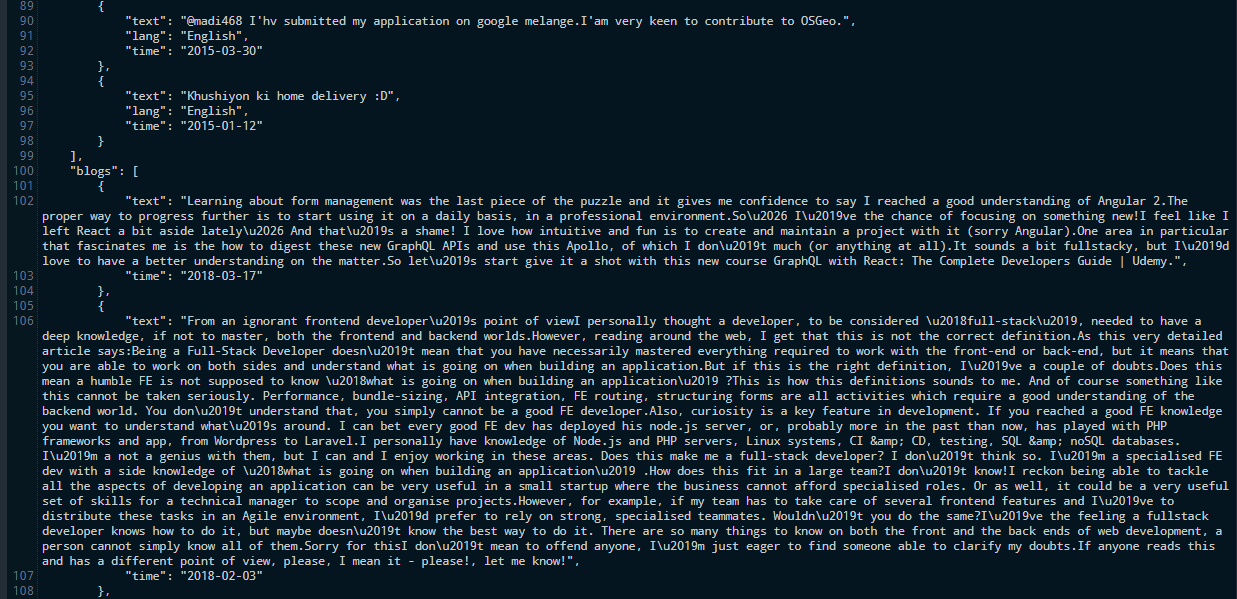 89 {
90 "text": "@madi468 I'hv submitted my application on google melange.I'am very keen to contribute to OSGeo.",
91 "lang": "English",
92 "time": "2015-03-30"
93 },
94 {
95 "text": "Khushiyon ki home delivery :D",
96 "lang": "English",
97 "time": "2015-01-12"
98 }
99 ],
100 "blogs": [
101 {
102 "text": "Learning about form management was the last piece of the puzzle and it gives me confidence to say I reached a good understanding of Angular 2.The
proper way to progress further is to start using it on a daily basis, in a professional environment.So\u2026 I\u2019ve the chance of focusing on something new!I feel like I
left React a bit aside lately\u2026 And that\u2019s a shame! I love how intuitive and fun is to create and maintain a project with it (sorry Angular).One area in particular
that fascinates me is the how to digest these new GraphQL APIs and use this Apollo, of which I don\u2019t much (or anything at all).It sounds a bit fullstacky, but I\u2019d
love to have a better understanding on the matter.So let\u2019s start give it a shot with this new course GraphQL with React: The Complete Developers Guide | Udemy.",
103 "time": "2018-03-17"
104 },
105 {
106 "text": "From an ignorant frontend developer\u2019s point of viewI personally thought a developer, to be considered \u2018full-stack\u2019, needed to have a
deep knowledge, if not to master, both the frontend and backend worlds.However, reading around the web, I get that this is not the correct definition.As this very detailed
article says:Being a Full-Stack Developer doesn\u2019t mean that you have necessarily mastered everything required to work with the front-end or back-end, but it means that
you are able to work on both sides and understand what is going on when building an application.But if this is the right definition, I\u2019ve a couple of doubts.Does this
mean a humble FE is not supposed to know \u2018what is going on when building an application\u2019 ?This is how this definitions sounds to me. And of course something like
this cannot be taken seriously. Performance, bundle-sizing, API integration, FE routing, structuring forms are all activities which require a good understanding of the
backend world. You don\u2019t understand that, you simply cannot be a good FE developer.Also, curiosity is a key feature in development. If you reached a good FE knowledge
you want to understand what\u2019s around. I can bet every good FE dev has deployed his node.js server, or, probably more in the past than now, has played with PHP
frameworks and app, from Wordpress to Laravel.I personally have knowledge of Node.js and PHP servers, Linux systems, CI &amp; CD, testing, SQL &amp; noSQL databases.
I\u2019m a not a genius with them, but I can and I enjoy working in these areas. Does this make me a full-stack developer? I don\u2019t think so. I\u2019m a specialised FE
dev with a side knowledge of \u2018what is going on when building an application\u2019 .How does this fit in a large team?I don\u2019t know!I reckon being able to tackle
all the aspects of developing an application can be very useful in a small startup where the business cannot afford specialised roles. Or as well, it could be a very useful
set of skills for a technical manager to scope and organise projects.However, for example, if my team has to take care of several frontend features and I\u2019ve to
distribute these tasks in an Agile environment, I\u2019d prefer to rely on strong, specialised teammates. Wouldn\u2019t you do the same?I\u2019ve the feeling a fullstack
developer knows how to do it, but maybe doesn\u2019t know the best way to do it. There are so many things to know on both the front and the back ends of web development, a
person cannot simply know all of them.Sorry for thisI don\u2019t mean to offend anyone, I\u2019m just eager to find someone able to clarify my doubts.If anyone reads this
and has a different point of view, please, I mean it - please!, let me know!",
107 "time": "2018-02-03"
108 },